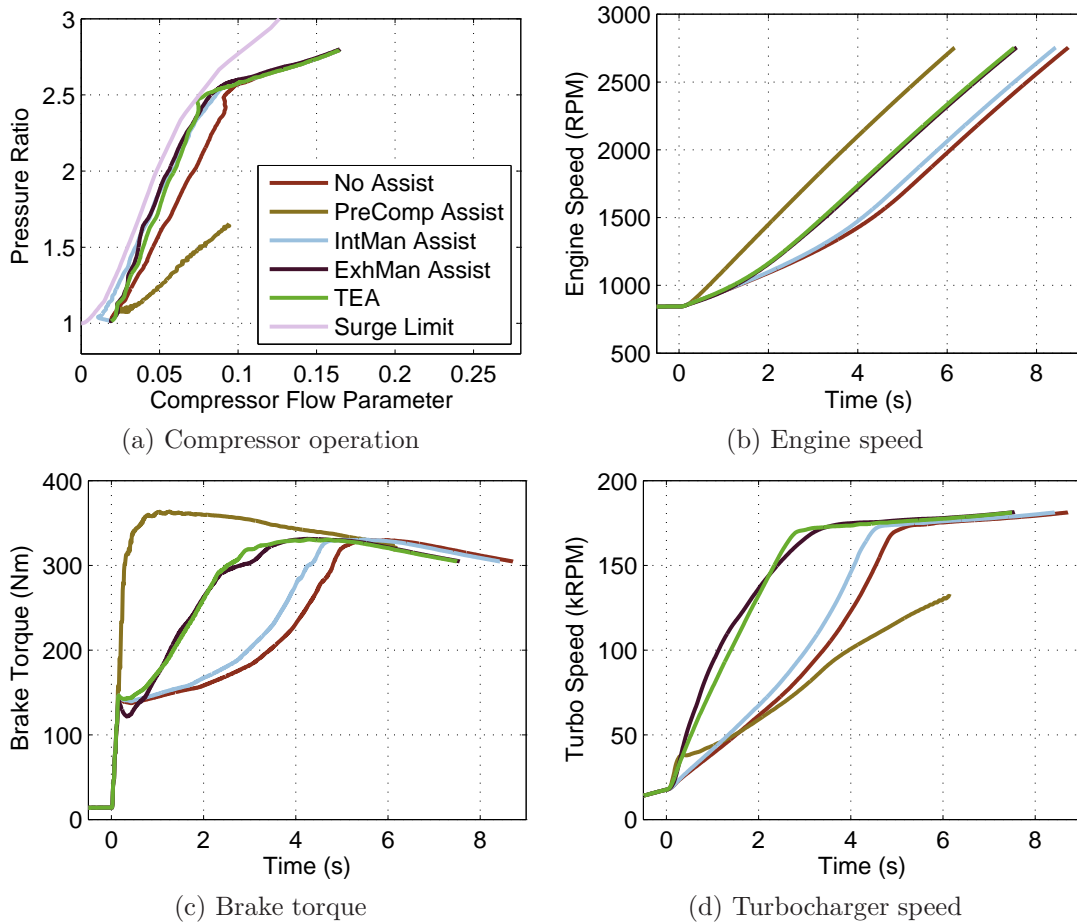 3
2.5
2
1.5
1
Pressure Ratio
0
0.05
0.1
0.15
0.2
0.25
Compressor Flow Parameter
No Assist
PreComp Assist
IntMan Assist
ExhMan Assist
TEA
Surge Limit
(a) Compressor operation
3000
2500
2000
1500
1000
500
Engine Speed (RPM)
0
2
4
6
8
Time (s)
(b) Engine speed
400
300
200
100
0
Brake Torque (Nm)
0
2
4
6
8
Time (s)
(c) Brake torque
200
150
100
50
0
Turbo Speed (kRPM)
0
2
4
6
8
Time (s)
(d) Turbocharger speed